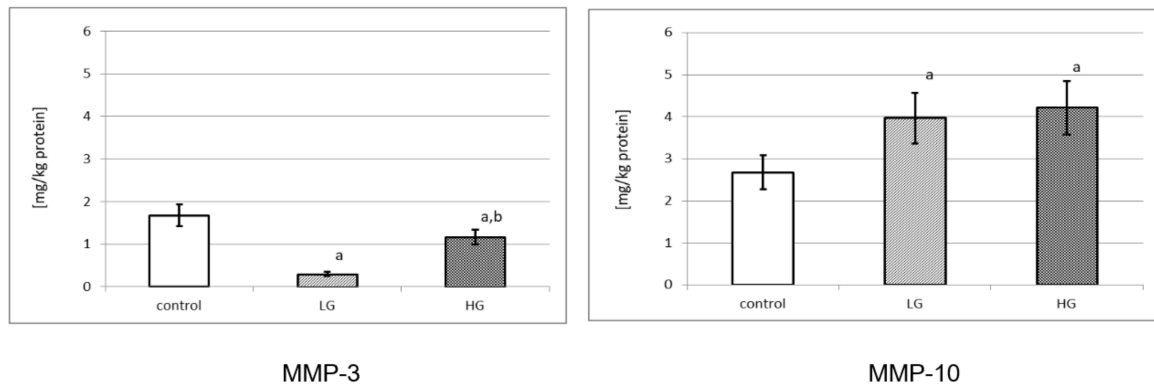 6
5
4
3
2
1
0
[mg/kg protein]
a
a,b
control LG HG
MMP-3
6
5
4
3
2
1
0
[mg/kg protein]
a
a
control LG HG
MMP-10